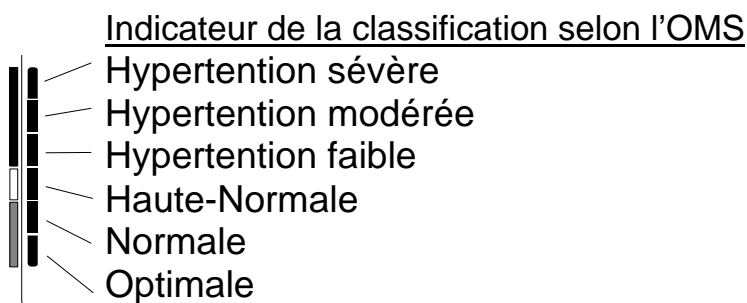 Indicateur de la classification selon l’OMS
Hypertention sévère
Hypertention modérée
Hypertention faible
Haute-Normale
Normale
Optimale